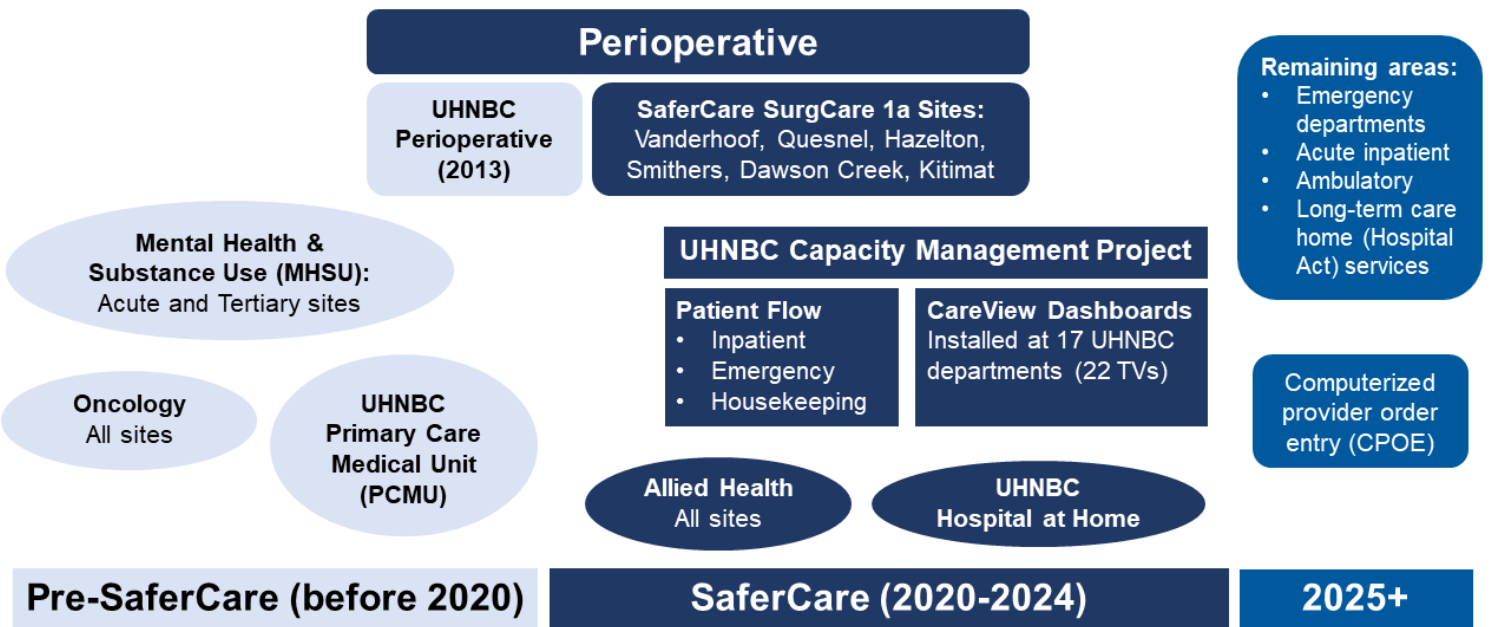 Perioperative
UHNBC
Perioperative
(2013)
SaferCare SurgCare 1a Sites:
Vanderhoof, Quesnel, Hazelton,
Smithers, Dawson Creek, Kitimat
Mental Health &
Substance Use (MHSU):
Acute and Tertiary sites
Oncology
All sites
UHNBC
Primary Care
Medical Unit
(PCMU)
UHNBC Capacity Management Project
Patient Flow
• Inpatient
• Emergency
• Housekeeping
CareView Dashboards
Installed at 17 UHNBC
departments (22 TVs)
Allied Health
All sites
UHNBC
Hospital at Home
Remaining areas:
• Emergency
departments
• Acute inpatient
• Ambulatory
• Long-term care
home (Hospital
Act) services
Computerized
provider order
entry (CPOE)
Pre-SaferCare (before 2020)
SaferCare (2020-2024)
2025+